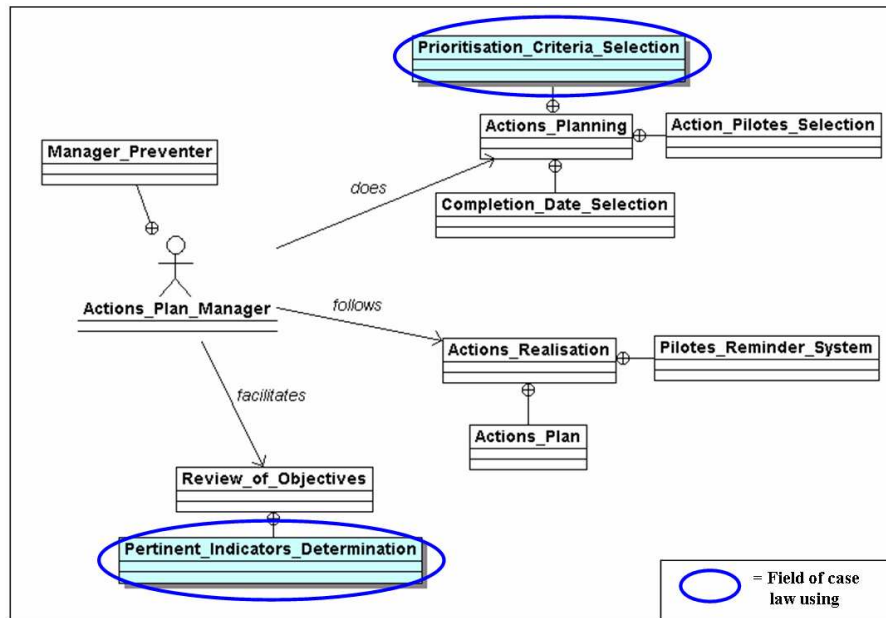 Prioritisation_Criteria_Selection
Actions_Planning
Action_Pilotes_Selection
Manager_Preventer
does
Completion_Date_Selection
Actions_Plan_Manager
follows
Actions_Realisation
Pilotes_Reminder_System
facilitates
Actions_Plan
Review_of_Objectives
Pertinent_Indicators_Determination
= Field of case
law using